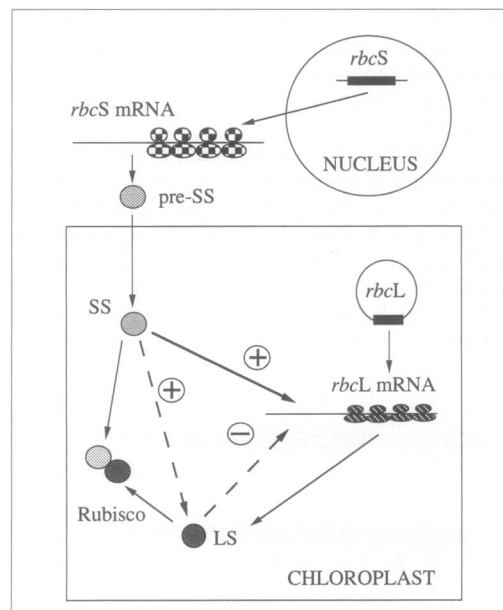 rbcS
rbcS mRNA
NUCLEUS
pre-SS
SS
rbcL
+
+
rbcL mRNA
−
Rubisco
LS
CHLOROPLAST